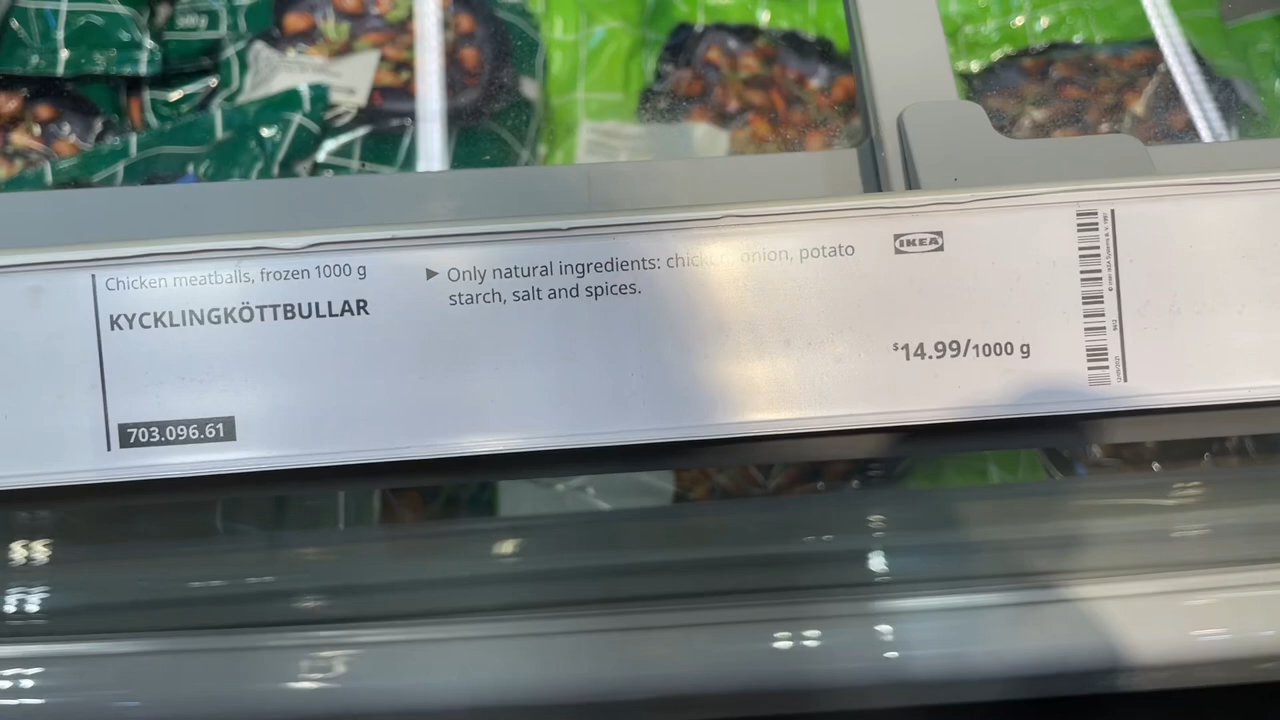 Chicken meatballs, frozen 1000 g
KYCKLINGKÖTTBULLAR
703.096.61
► Only natural ingredients: chicken, onion, potato
starch, salt and spices.
IKEA
$14.99/1000 g